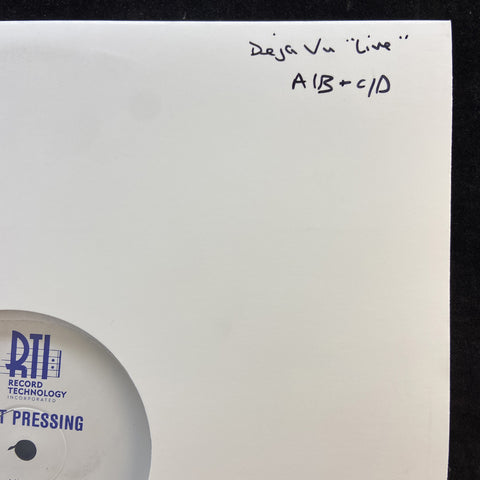 Deja Vu "Live"
A/B + C/D
RTI
RECORD
TECHNOLOGY
INCORPORATED
T PRESSING